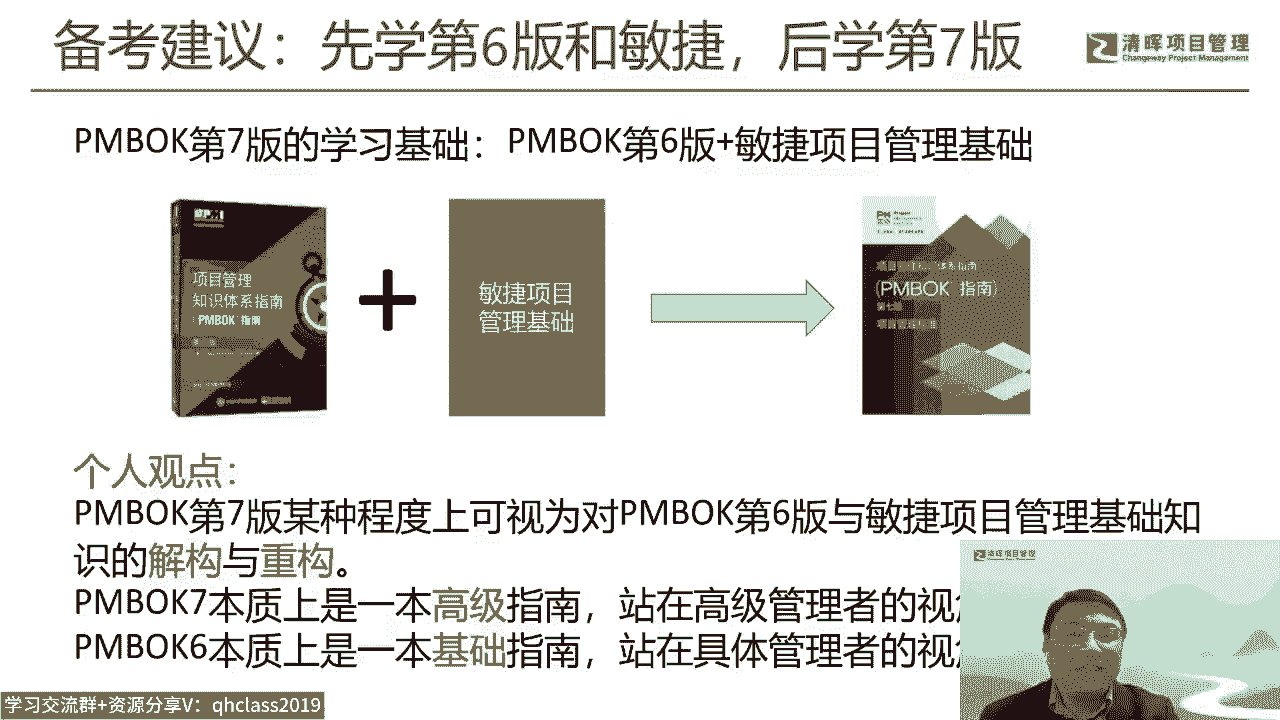 备考建议：先学第6版和敏捷，后学第7版
清晖项目管理
Changeway Project Management
PMBOK第7版的学习基础：PMBOK第6版+敏捷项目管理基础
PMI
项目管理
知识体系指南
（PMBOK 指南）
+
敏捷项目
管理基础
（PMBOK 指南）
第七版
个人观点：
PMBOK第7版某种程度上可视为对PMBOK第6版与敏捷项目管理基础知
识的解构与重构。
PMBOK7本质上是一本高级指南，站在高级管理者的视
PMBOK6本质上是一本基础指南，站在具体管理者的视
清晖项目管理
学习交流群+资源分享V：qhclass2019